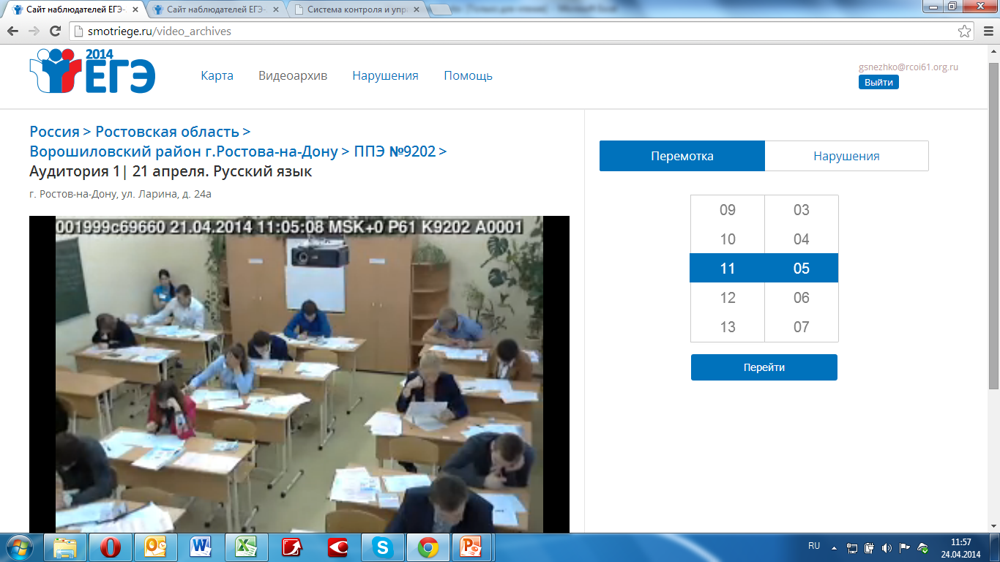 Сайт наблюдателей ЕГЭ-
Сайт наблюдателей ЕГЭ-
Система контроля и упра
smotriege.ru/video_archives
2014
ЕГЭ
Карта
Видеоархив
Нарушения
Помощь
gsnezhko@rcoi61.org.ru
Выйти
Россия > Ростовская область >
Ворошиловский район г.Ростова-на-Дону > ППЭ №9202 >
Аудитория 1| 21 апреля. Русский язык
г. Ростов-на-Дону, ул. Ларина, д. 24а
001999c69660 21.04.2014 11:05:08 MSK+0 P61 K9202 A0001
Перемотка
Нарушения
09 03
10 04
11 05
12 06
13 07
Перейти
RU
11:57
24.04.2014